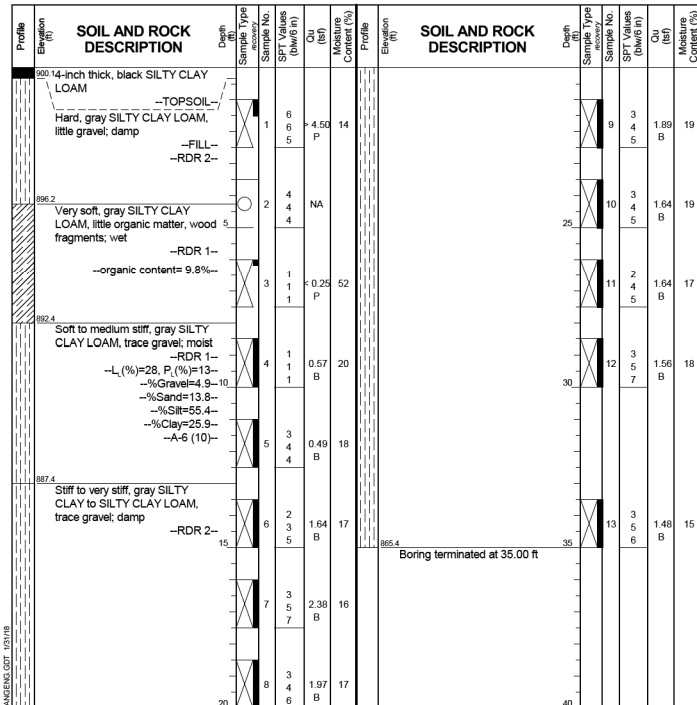 Profile
Elevation (ft)
SOIL AND ROCK DESCRIPTION
Depth (ft)
Sample Type
recovery
Sample No.
SPT Values (blw/6 in)
Qu (tsf)
Moisture Content (%)
Profile
Elevation (ft)
SOIL AND ROCK DESCRIPTION
Depth (ft)
Sample Type
recovery
Sample No.
SPT Values (blw/6 in)
Qu (tsf)
Moisture Content (%)
900.1 4-inch thick, black SILTY CLAY
LOAM
--TOPSOIL--
Hard, gray SILTY CLAY LOAM,
little gravel; damp
--FILL--
--RDR 2--
1
6
6
5
> 4.50
P
14
896.2
Very soft, gray SILTY CLAY
LOAM, little organic matter, wood
fragments; wet
--RDR 1--
--organic content= 9.8%--
5
2
4
4
4
NA
3
1
1
1
< 0.25
P
52
892.4
Soft to medium stiff, gray SILTY
CLAY LOAM, trace gravel; moist
--RDR 1--
--LL(%)=28, PL(%)=13--
--%Gravel=4.9--
--%Sand=13.8--
--%Silt=55.4--
--%Clay=25.9--
--A-6 (10)--
10
4
1
1
1
0.57
B
20
5
3
4
4
0.49
B
18
887.4
Stiff to very stiff, gray SILTY
CLAY to SILTY CLAY LOAM,
trace gravel; damp
--RDR 2--
15
6
2
3
5
1.64
B
17
7
3
5
7
2.38
B
16
20
8
3
4
6
1.97
B
17
9
3
4
5
1.89
B
19
25
10
3
4
5
1.64
B
19
11
2
4
5
1.64
B
17
30
12
3
5
7
1.56
B
18
35
13
3
5
6
1.48
B
15
865.4
Boring terminated at 35.00 ft
40
ANGENG.GDT 1/31/18